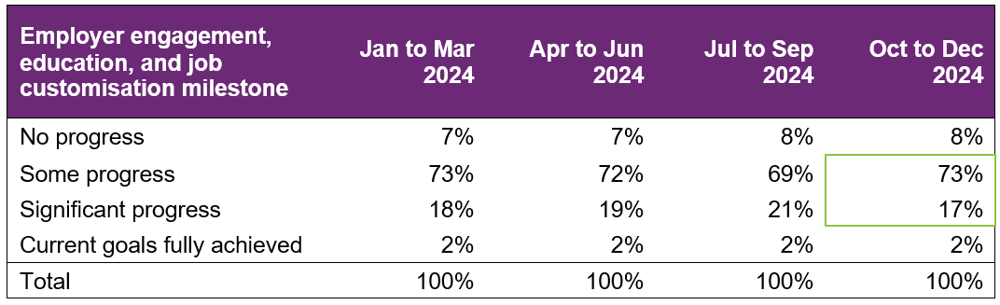 Employer engagement, education, and job customisation milestone Jan to Mar 2024 Apr to Jun 2024 Jul to Sep 2024 Oct to Dec 2024
No progress 7% 7% 8% 8%
Some progress 73% 72% 69% 73%
Significant progress 18% 19% 21% 17%
Current goals fully achieved 2% 2% 2% 2%
Total 100% 100% 100% 100%